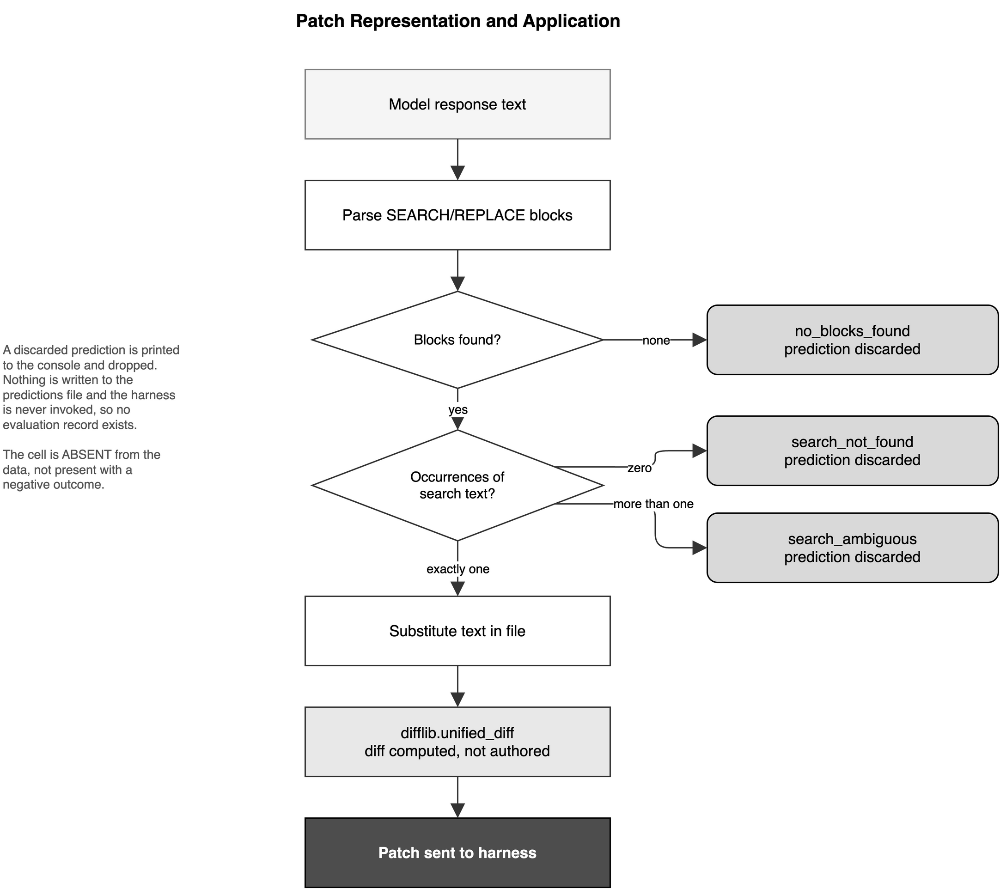 Patch Representation and Application
Model response text
Parse SEARCH/REPLACE blocks
Blocks found?
none
no_blocks_found
prediction discarded
A discarded prediction is printed
to the console and dropped.
Nothing is written to the
predictions file and the harness
is never invoked, so no
evaluation record exists.
The cell is ABSENT from the
data, not present with a
negative outcome.
yes
Occurrences of
search text?
zero
search_not_found
prediction discarded
more than one
search_ambiguous
prediction discarded
exactly one
Substitute text in file
difflib.unified_diff
diff computed, not authored
Patch sent to harness